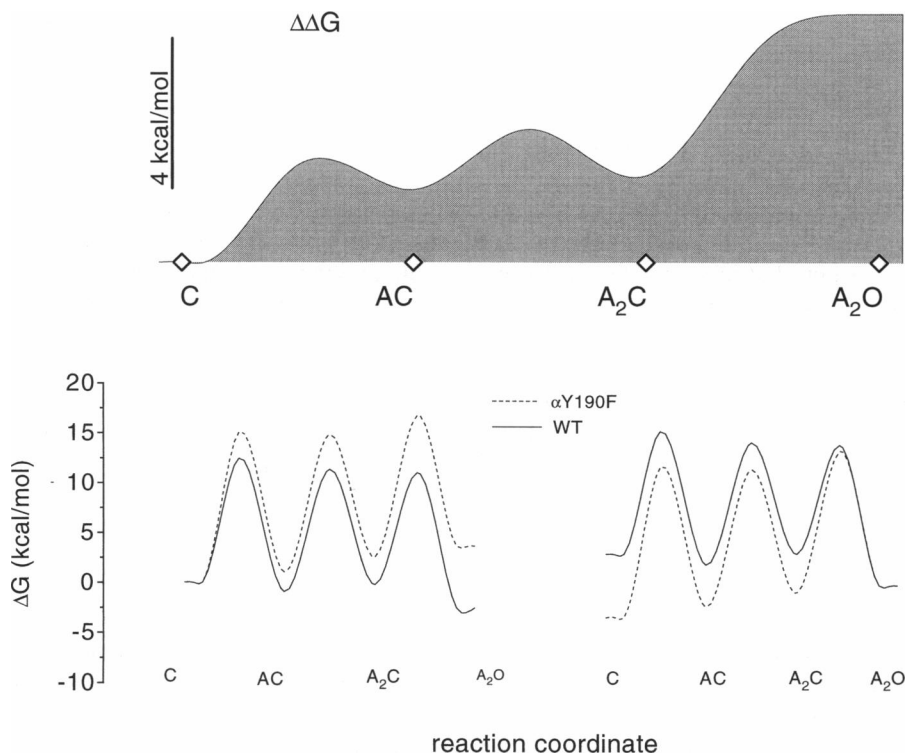 ΔΔG
4 kcal/mol
C AC A₂C A₂O
20
15
10
5
0
-5
-10
ΔG (kcal/mol)
αY190F
WT
C AC A₂C A₂O C AC A₂C A₂O
reaction coordinate